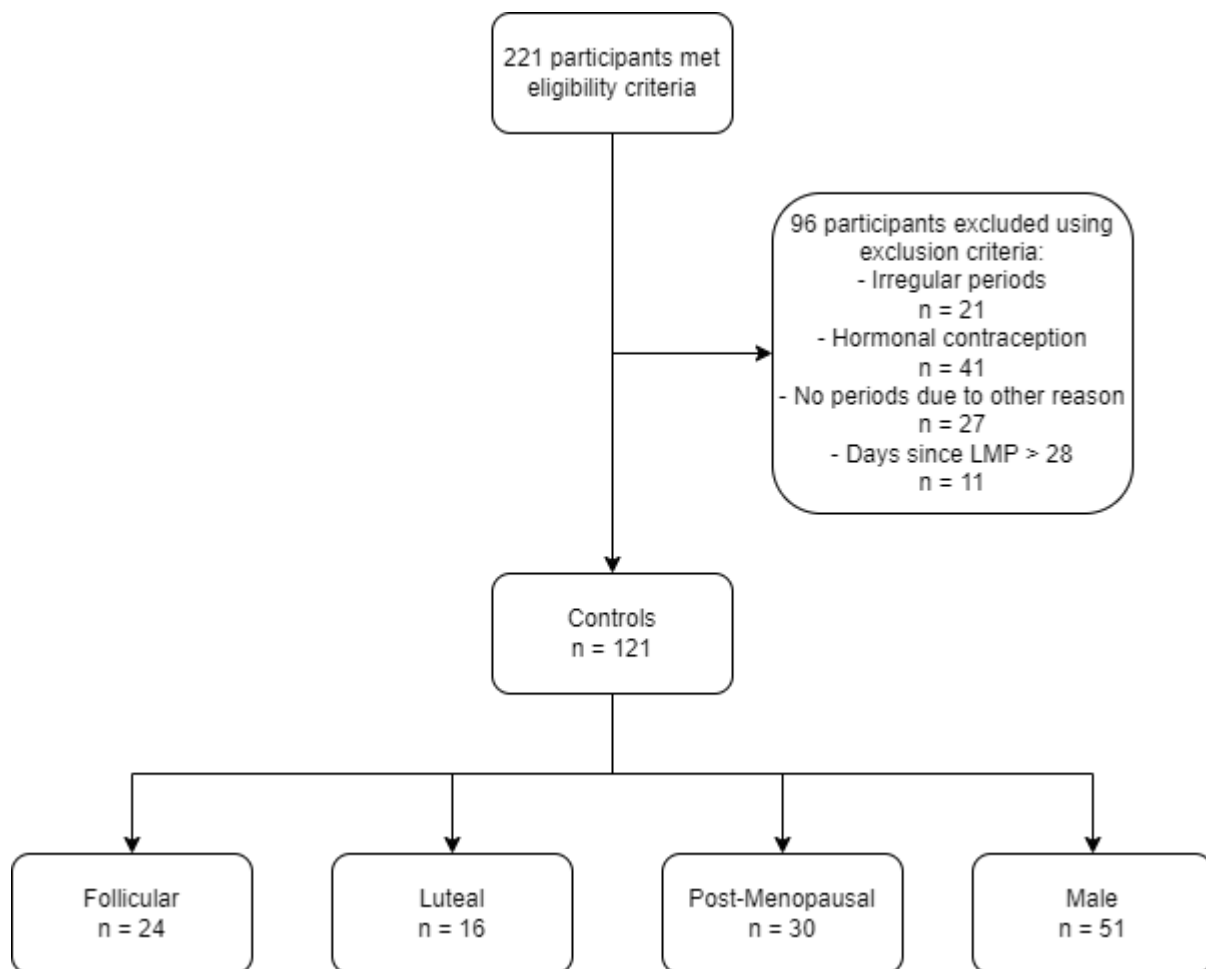 221 participants met
eligibility criteria
96 participants excluded using
exclusion criteria:
- Irregular periods
n = 21
- Hormonal contraception
n = 41
- No periods due to other reason
n = 27
- Days since LMP > 28
n = 11
Controls
n = 121
Follicular
n = 24
Luteal
n = 16
Post-Menopausal
n = 30
Male
n = 51